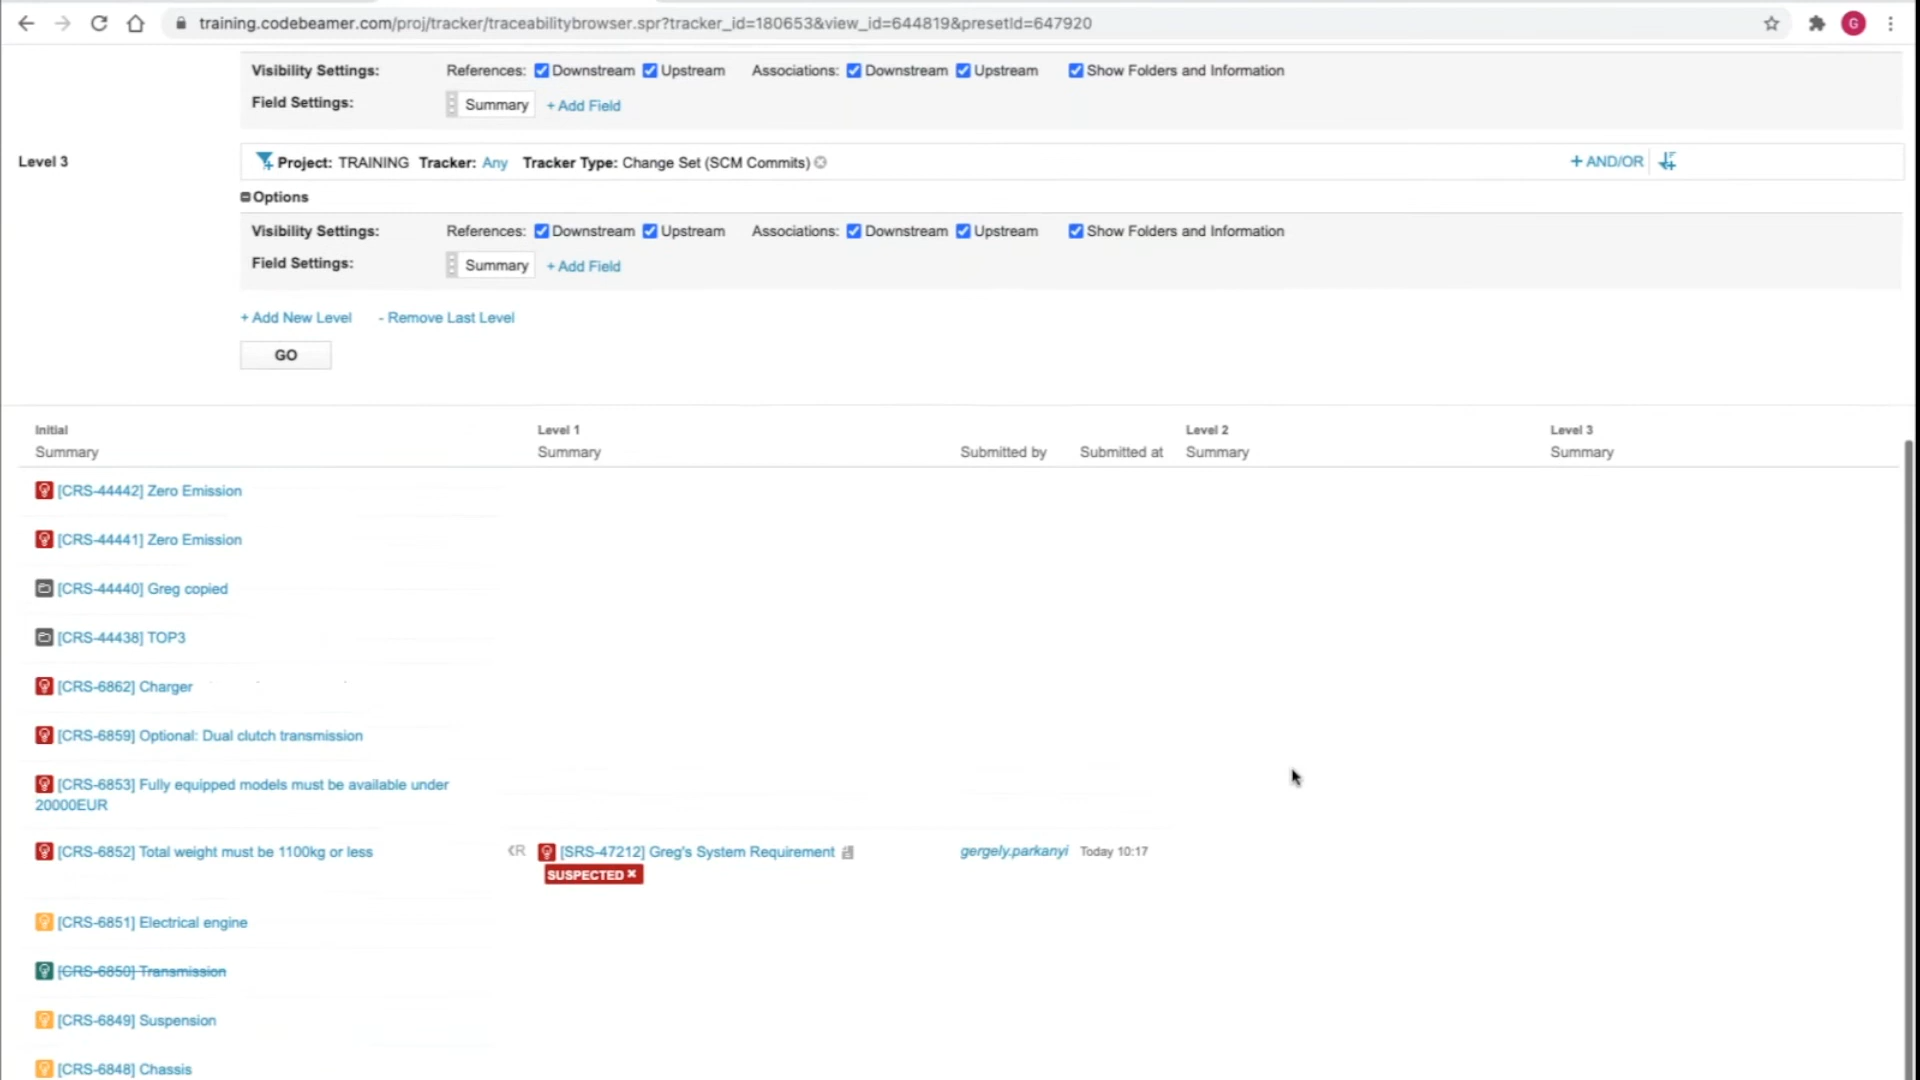 training.codebeamer.com/proj/tracker/traceabilitybrowser.spr?tracker_id=180653&view_id=644819&presetId=647920
G
Visibility Settings: References: Downstream Upstream Associations: Downstream Upstream Show Folders and Information
Field Settings: Summary + Add Field
Level 3 Project: TRAINING Tracker: Any Tracker Type: Change Set (SCM Commits) + AND/OR
Options
Visibility Settings: References: Downstream Upstream Associations: Downstream Upstream Show Folders and Information
Field Settings: Summary + Add Field
+ Add New Level - Remove Last Level
GO
Initial Level 1 Level 2 Level 3
Summary Summary Submitted by Submitted at Summary Summary
[CRS-44442] Zero Emission
[CRS-44441] Zero Emission
[CRS-44440] Greg copied
[CRS-44438] TOP3
[CRS-6862] Charger
[CRS-6859] Optional: Dual clutch transmission
[CRS-6853] Fully equipped models must be available under
20000EUR
[CRS-6852] Total weight must be 1100kg or less R [SRS-47212] Greg's System Requirement gergely.parkanyi Today 10:17
SUSPECTED
[CRS-6851] Electrical engine
[CRS-6850] Transmission
[CRS-6849] Suspension
[CRS-6848] Chassis